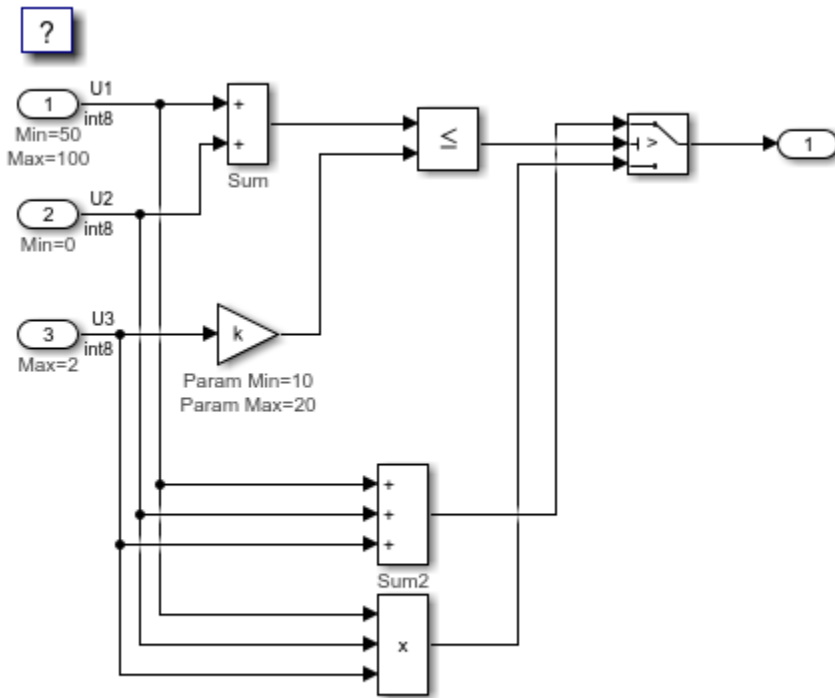 ?
1
U1
int8
Min=50
Max=100
+
+
Sum
≤
>
1
2
U2
int8
Min=0
3
U3
int8
Max=2
k
Param Min=10
Param Max=20
+
+
+
Sum2
x